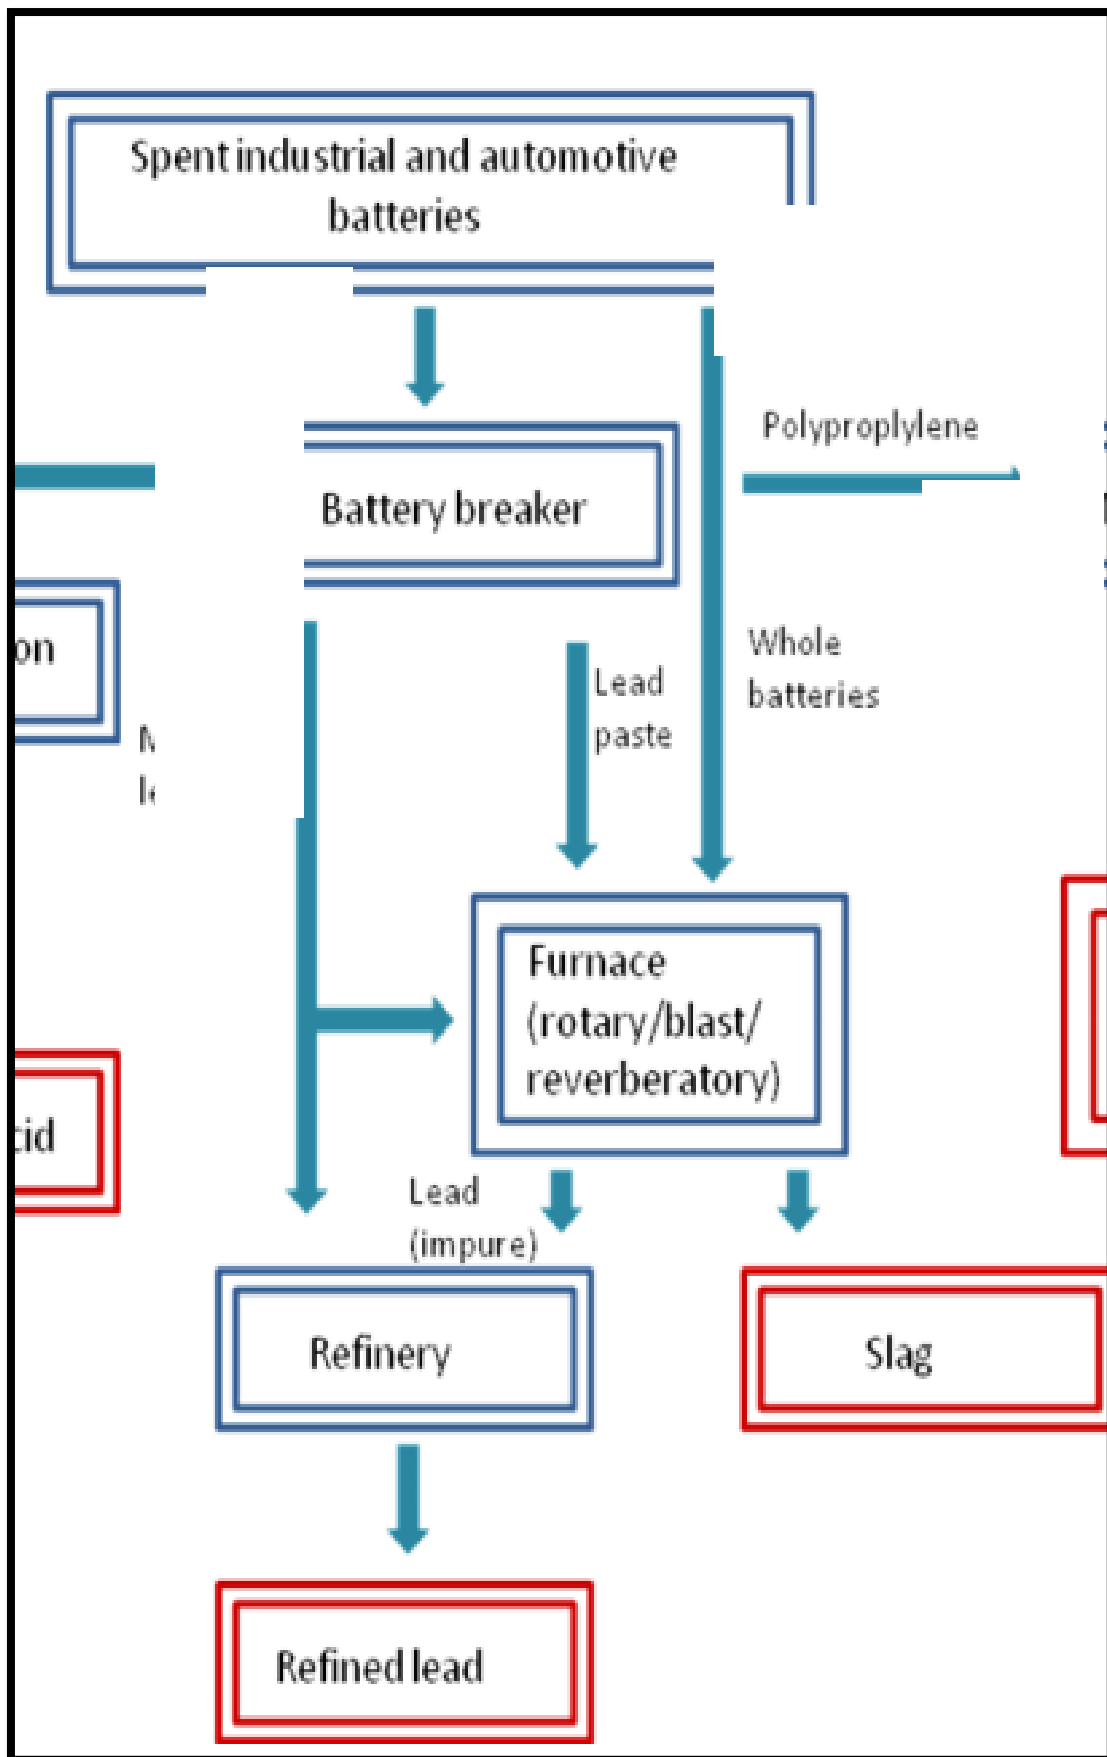 Spent industrial and automotive
batteries
Polyproplylene
Battery breaker
Whole
batteries
Lead
paste
on
Furnace
(rotary/blast/
reverberatory)
cid
Lead
(impure)
Refinery
Slag
Refined lead